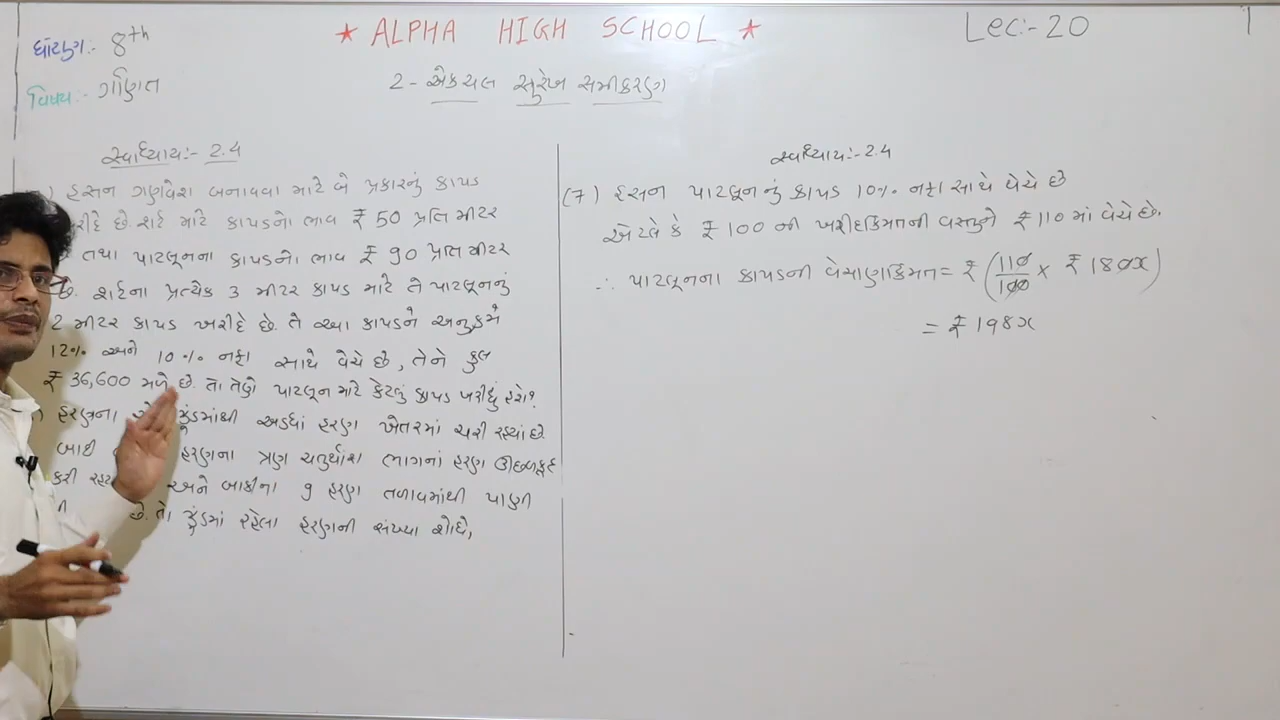 ધોરણ:- 8th
★ ALPHA HIGH SCHOOL ★
Lec:- 20
વિષય:- ગણિત
2 - એકચલ સુરેખ સમીકરણ
સ્વાધ્યાય:- 2.4
) હસન ગણવેશ બનાવવા માટે બે પ્રકારનું કાપડ
છે. શર્ટ માટે કાપડનો ભાવ ₹ 50 પ્રતિ મીટર
તથા પાટલૂનના કાપડનો ભાવ ₹ 90 પ્રતિ મીટર
છે. શર્ટના પ્રત્યેક 3 મીટર કાપડ માટે તે પાટલૂનનું
2 મીટર કાપડ ખરીદે છે. તે આ કાપડને અનુક્રમે
12% અને 10% નફા સાથે વેચે છે, તેને કુલ
₹ 36,600 મળે છે. તો તેણે પાટલૂન માટે કેટલું કાપડ ખરીદ્યું હશે?
) હરણના ઝુંડમાંથી અડધાં હરણ ખેતરમાં ચરી રહ્યાં છે.
બાકી હરણના ત્રણ ચતુર્થાંશ ભાગનાં હરણ ઊછળકૂદ
કરી અને બાકીના 9 હરણ તળાવમાંથી પાણી
છે. તો ઝુંડમાં રહેલા હરણની સંખ્યા શોધો,
સ્વાધ્યાય:- 2.4
(7) હસન પાટલૂનનું કાપડ 10% નફા સાથે વેચે છે
એટલે કે ₹ 100 ની ખરીદકિંમતની વસ્તુને ₹ 110 માં વેચે છે.
∴ પાટલૂનના કાપડની વેચાણકિંમત = ₹ (110/100 × ₹ 180x)
= ₹ 198x